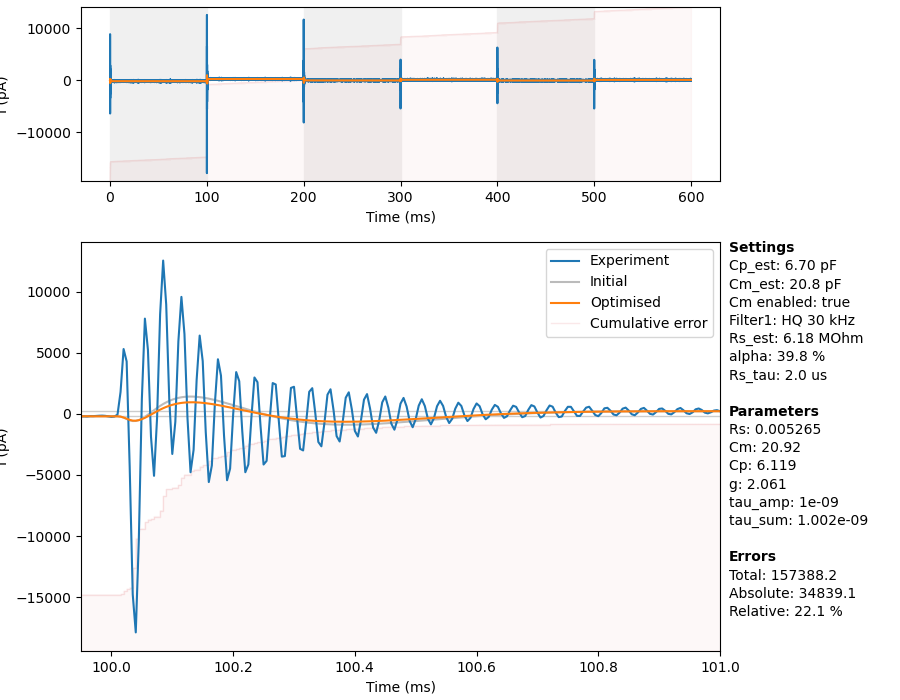 10000
0
−10000
I (pA)
0 100 200 300 400 500 600
Time (ms)
10000
5000
0
−5000
−10000
−15000
I (pA)
100.0 100.2 100.4 100.6 100.8 101.0
Time (ms)
Experiment
Initial
Optimised
Cumulative error
Settings
Cp_est: 6.70 pF
Cm_est: 20.8 pF
Cm enabled: true
Filter1: HQ 30 kHz
Rs_est: 6.18 MOhm
alpha: 39.8 %
Rs_tau: 2.0 us
Parameters
Rs: 0.005265
Cm: 20.92
Cp: 6.119
g: 2.061
tau_amp: 1e-09
tau_sum: 1.002e-09
Errors
Total: 157388.2
Absolute: 34839.1
Relative: 22.1 %